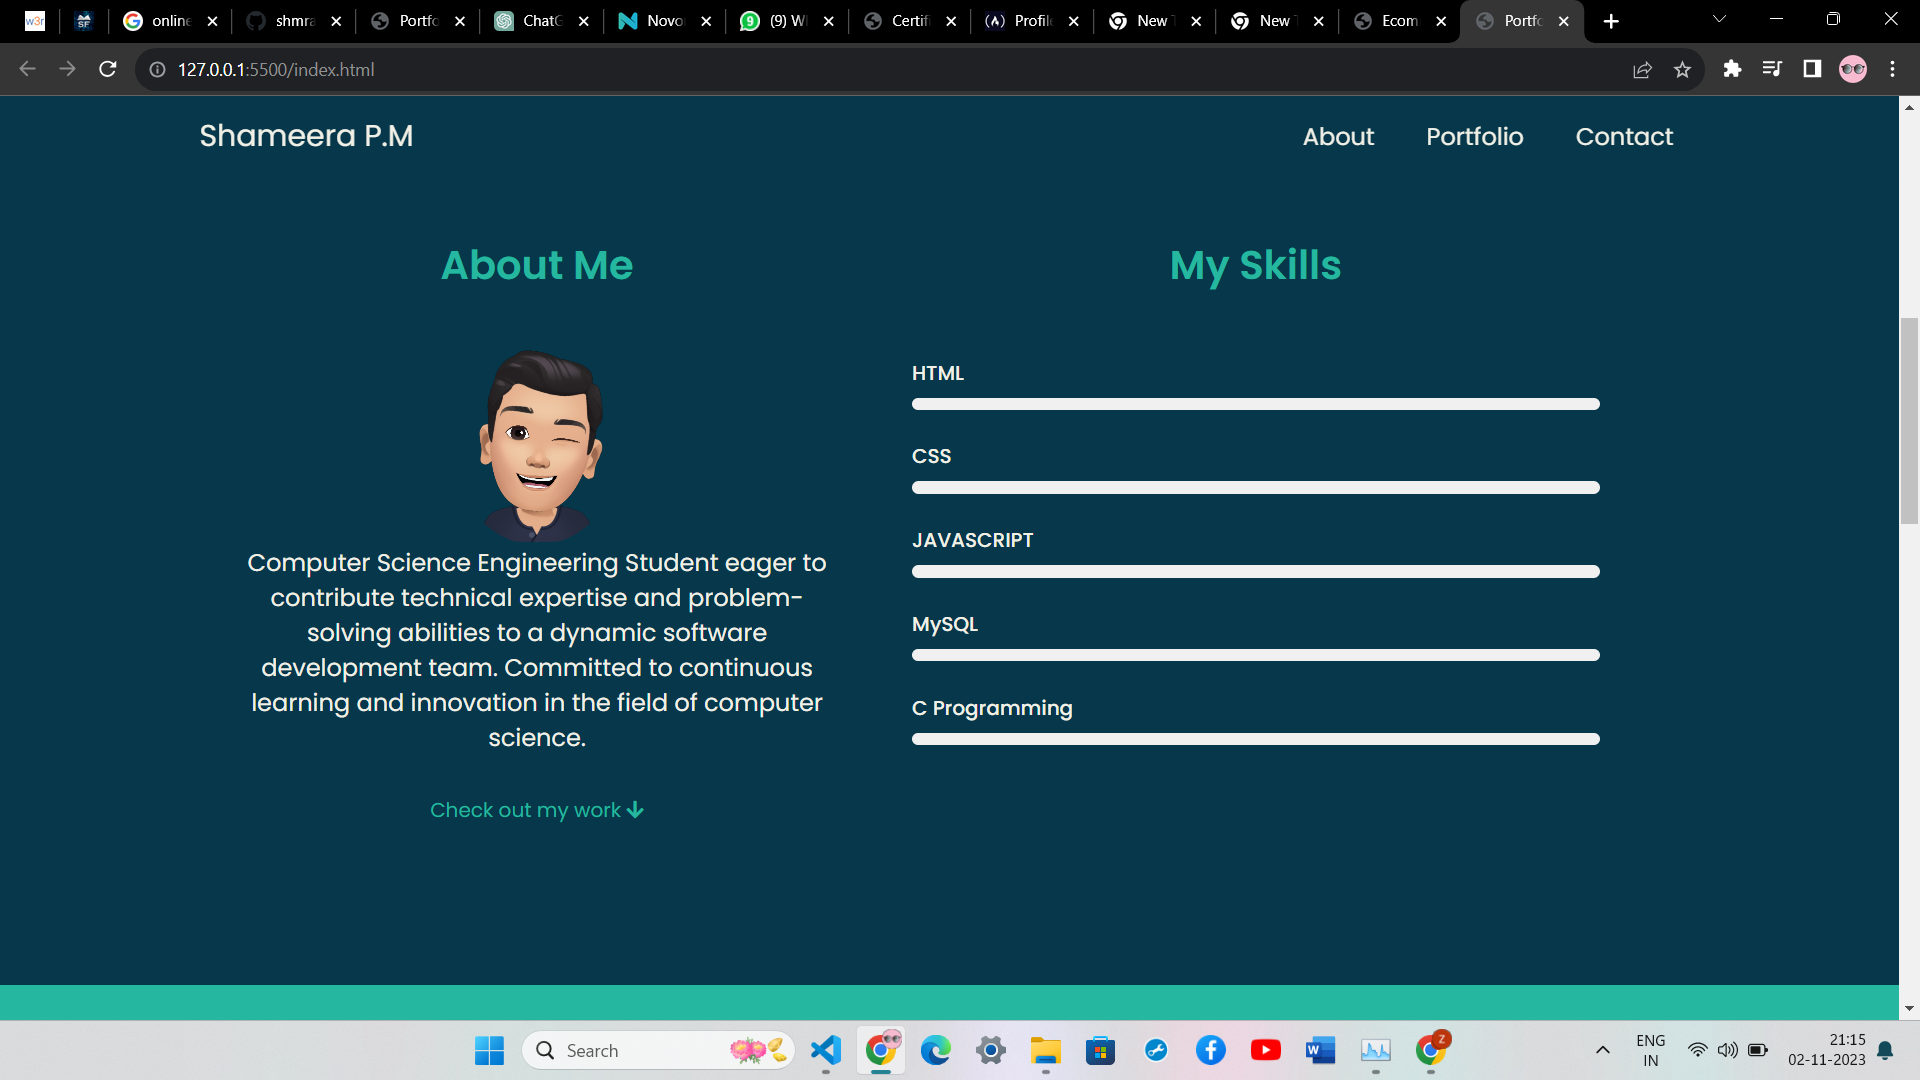 w3r
SF
online
shmra
Portfo
ChatG
Novo
(9) W
Certifi
Profile
New T
New T
Ecom
Portfo
127.0.0.1:5500/index.html
Shameera P.M
About
Portfolio
Contact
About Me
My Skills
HTML
CSS
JAVASCRIPT
MySQL
C Programming
Computer Science Engineering Student eager to
contribute technical expertise and problem-
solving abilities to a dynamic software
development team. Committed to continuous
learning and innovation in the field of computer
science.
Check out my work
Search
ENG
IN
21:15
02-11-2023